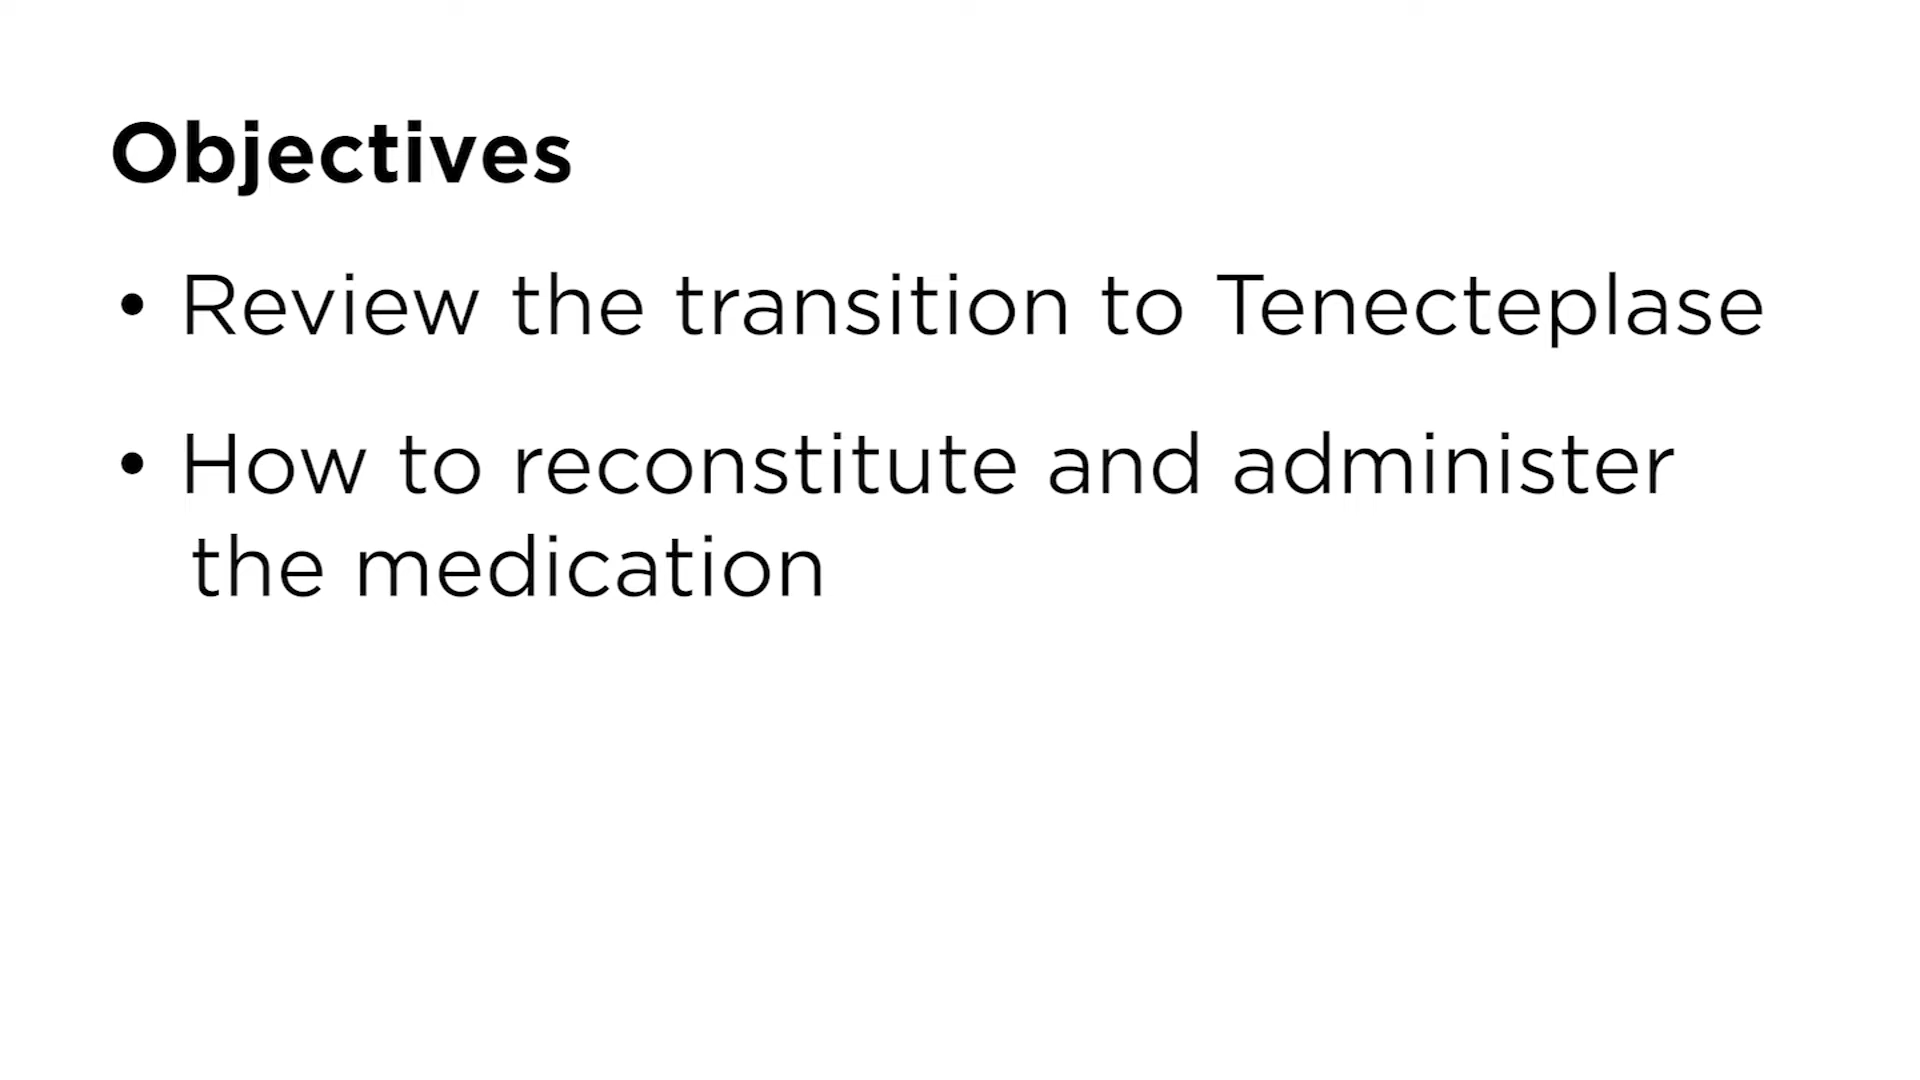 Objectives
• Review the transition to Tenecteplase
• How to reconstitute and administer
the medication